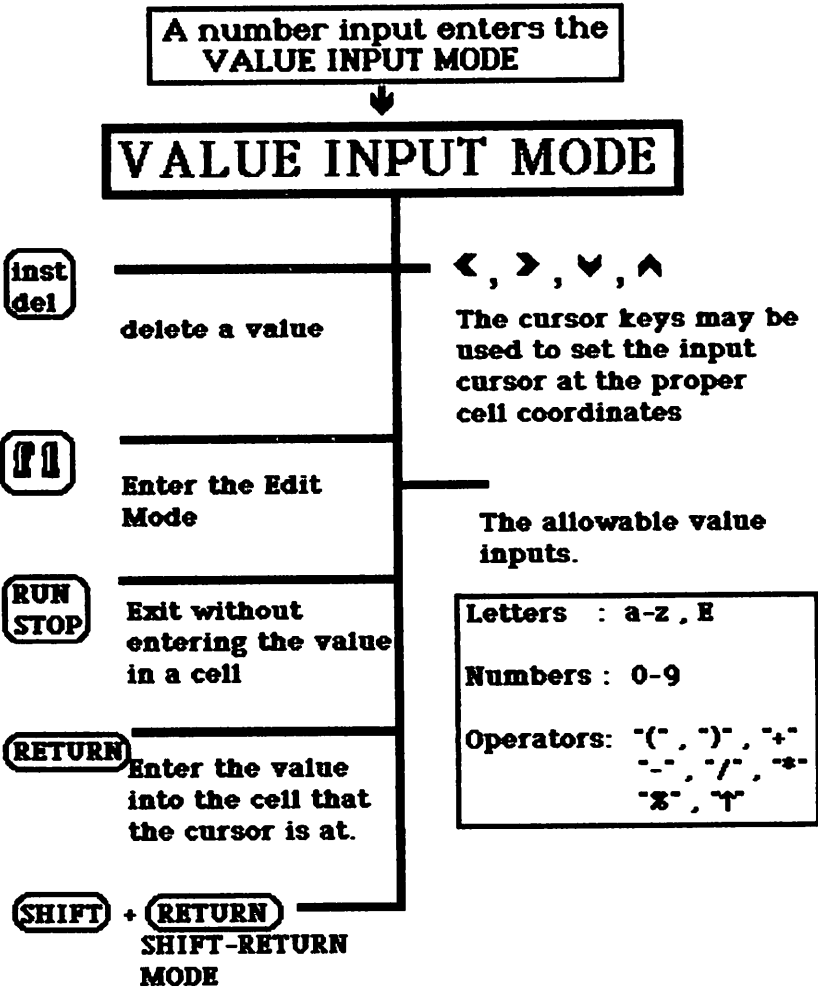 A number input enters the
VALUE INPUT MODE
VALUE INPUT MODE
inst
del
delete a value
<, >, v, ^
The cursor keys may be
used to set the input
cursor at the proper
cell coordinates
f1
Enter the Edit
Mode
The allowable value
inputs.
RUN
STOP
Exit without
entering the value
in a cell
Letters : a-z , E
Numbers : 0-9
Operators: "(" , ")" , "+"
"-" , "/" , "*"
"%" , "↑"
RETURN
Enter the value
into the cell that
the cursor is at.
SHIFT + RETURN
SHIFT-RETURN
MODE